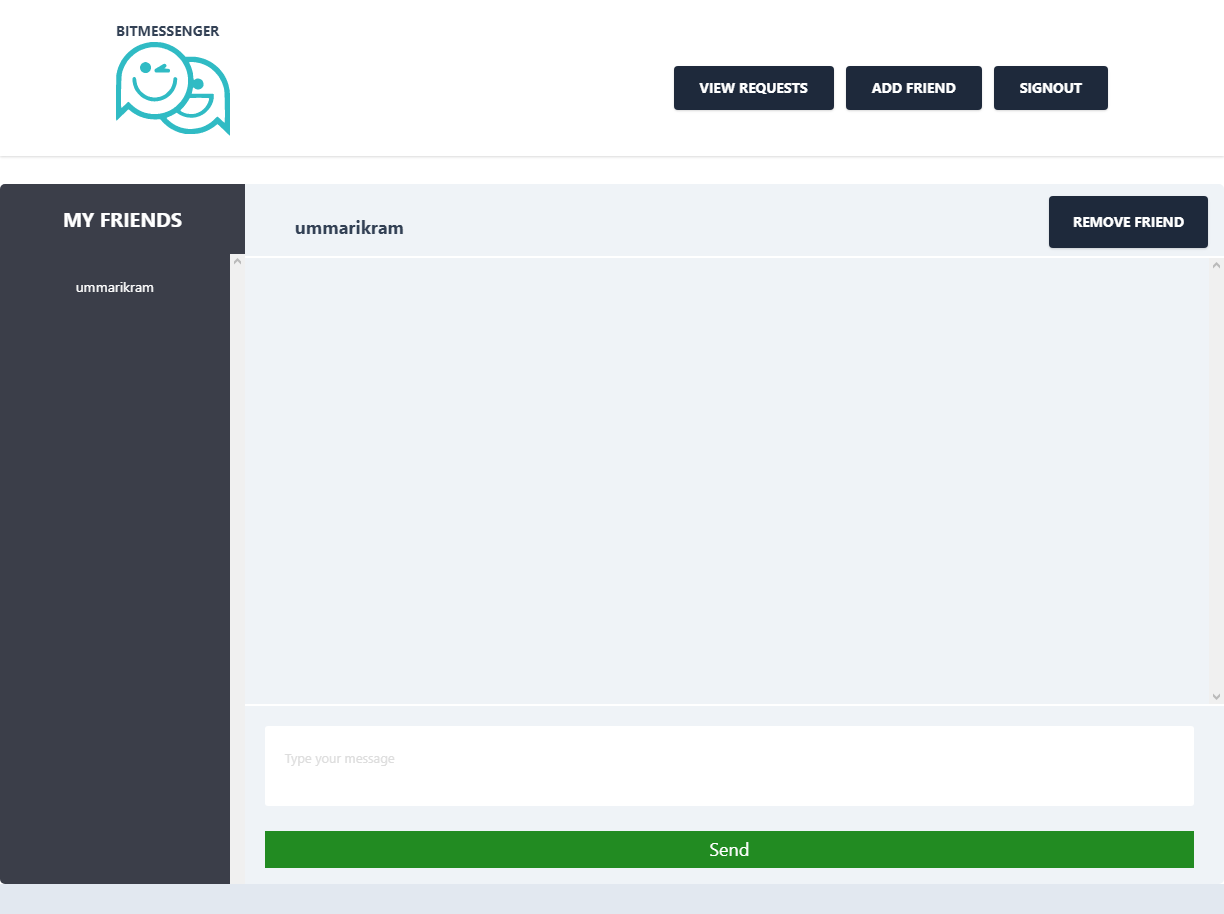 BITMESSENGER
VIEW REQUESTS
ADD FRIEND
SIGNOUT
MY FRIENDS
ummarikram
ummarikram
REMOVE FRIEND
Type your message
Send